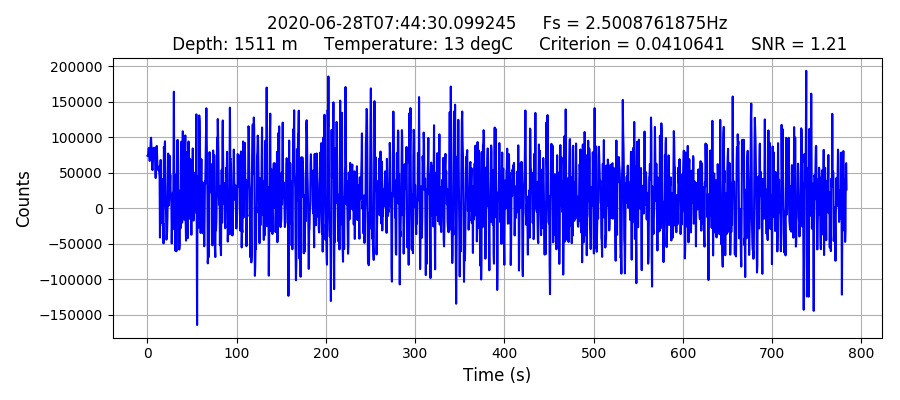 2020-06-28T07:44:30.099245 Fs = 2.5008761875Hz
Depth: 1511 m Temperature: 13 degC Criterion = 0.0410641 SNR = 1.21
200000
150000
100000
50000
0
−50000
−100000
−150000
Counts
0 100 200 300 400 500 600 700 800
Time (s)